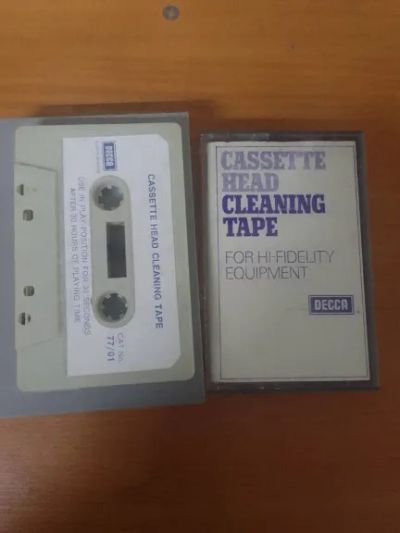 DECCA
CASSETTE HEAD CLEANING TAPE
USE IN PLAY POSITION FOR 30 SECONDS
AFTER 30 HOURS OF PLAYING TIME
CAT No.
77/01
CASSETTE
HEAD
CLEANING
TAPE
FOR HI-FIDELITY
EQUIPMENT
DECCA